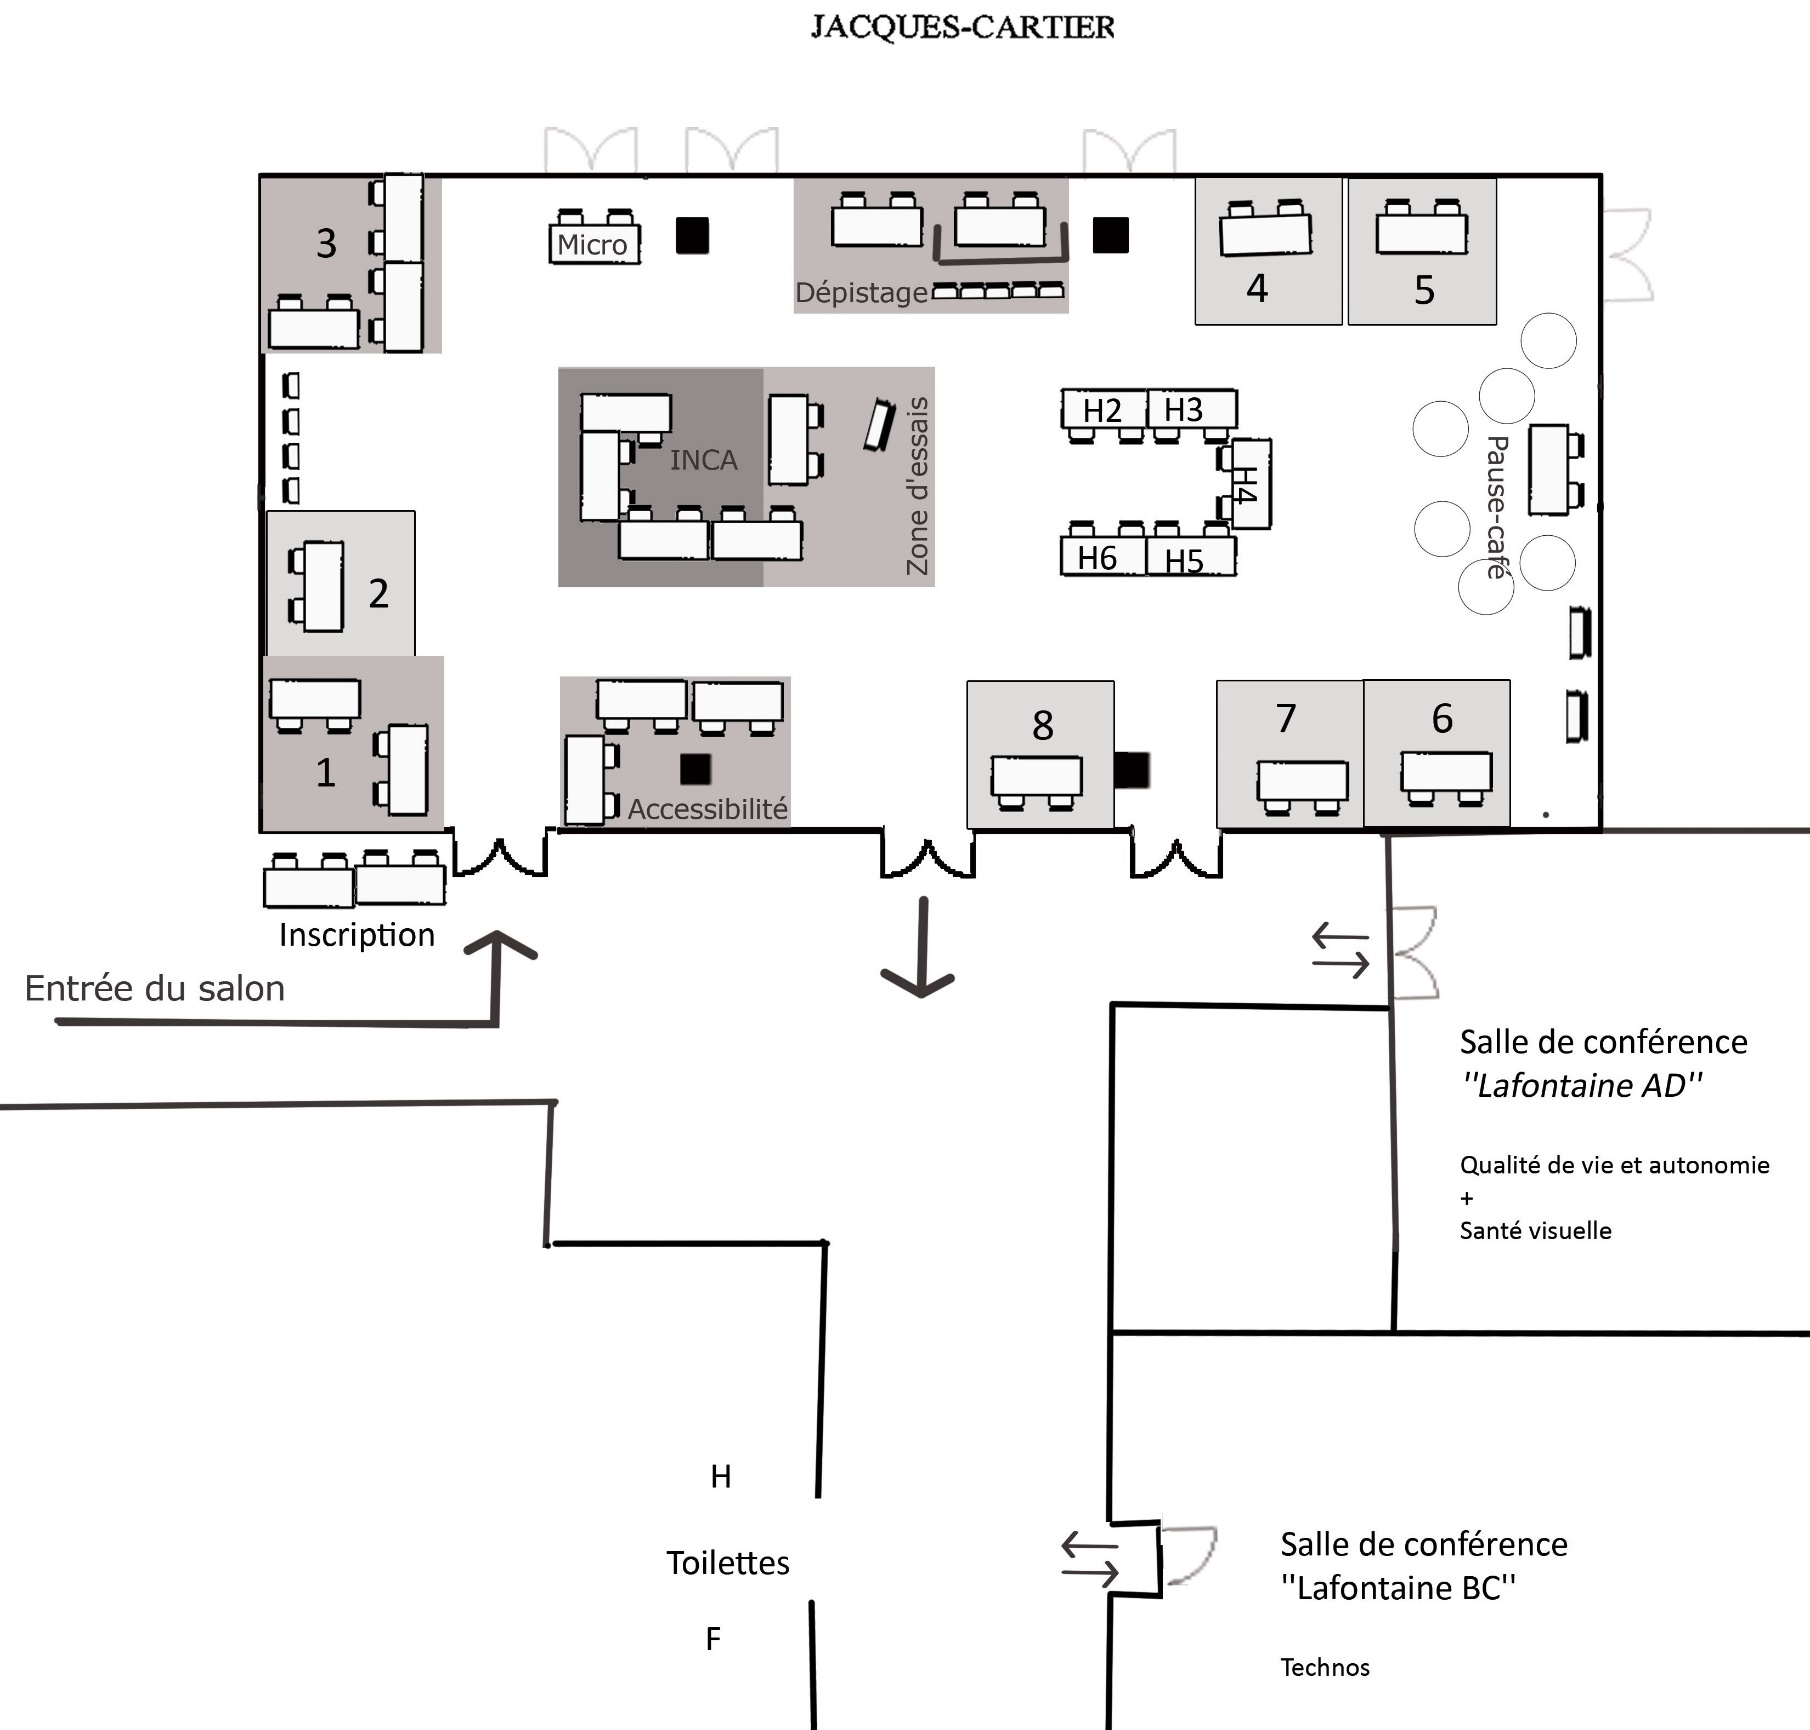 JACQUES-CARTIER
3
Micro
Dépistage
4
5
INCA
Zone d'essais
H2
H3
H4
H6
H5
Pause-café
2
1
Accessibilité
8
7
6
Inscription
Entrée du salon
Salle de conférence
"Lafontaine AD"
Qualité de vie et autonomie
+
Santé visuelle
H
Toilettes
F
Salle de conférence
"Lafontaine BC"
Technos